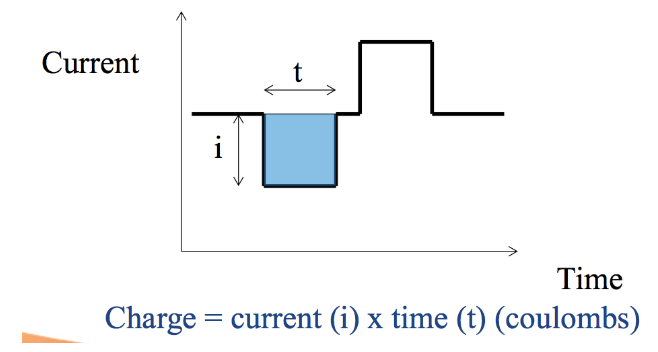 Current
t
i
Time
Charge = current (i) x time (t) (coulombs)